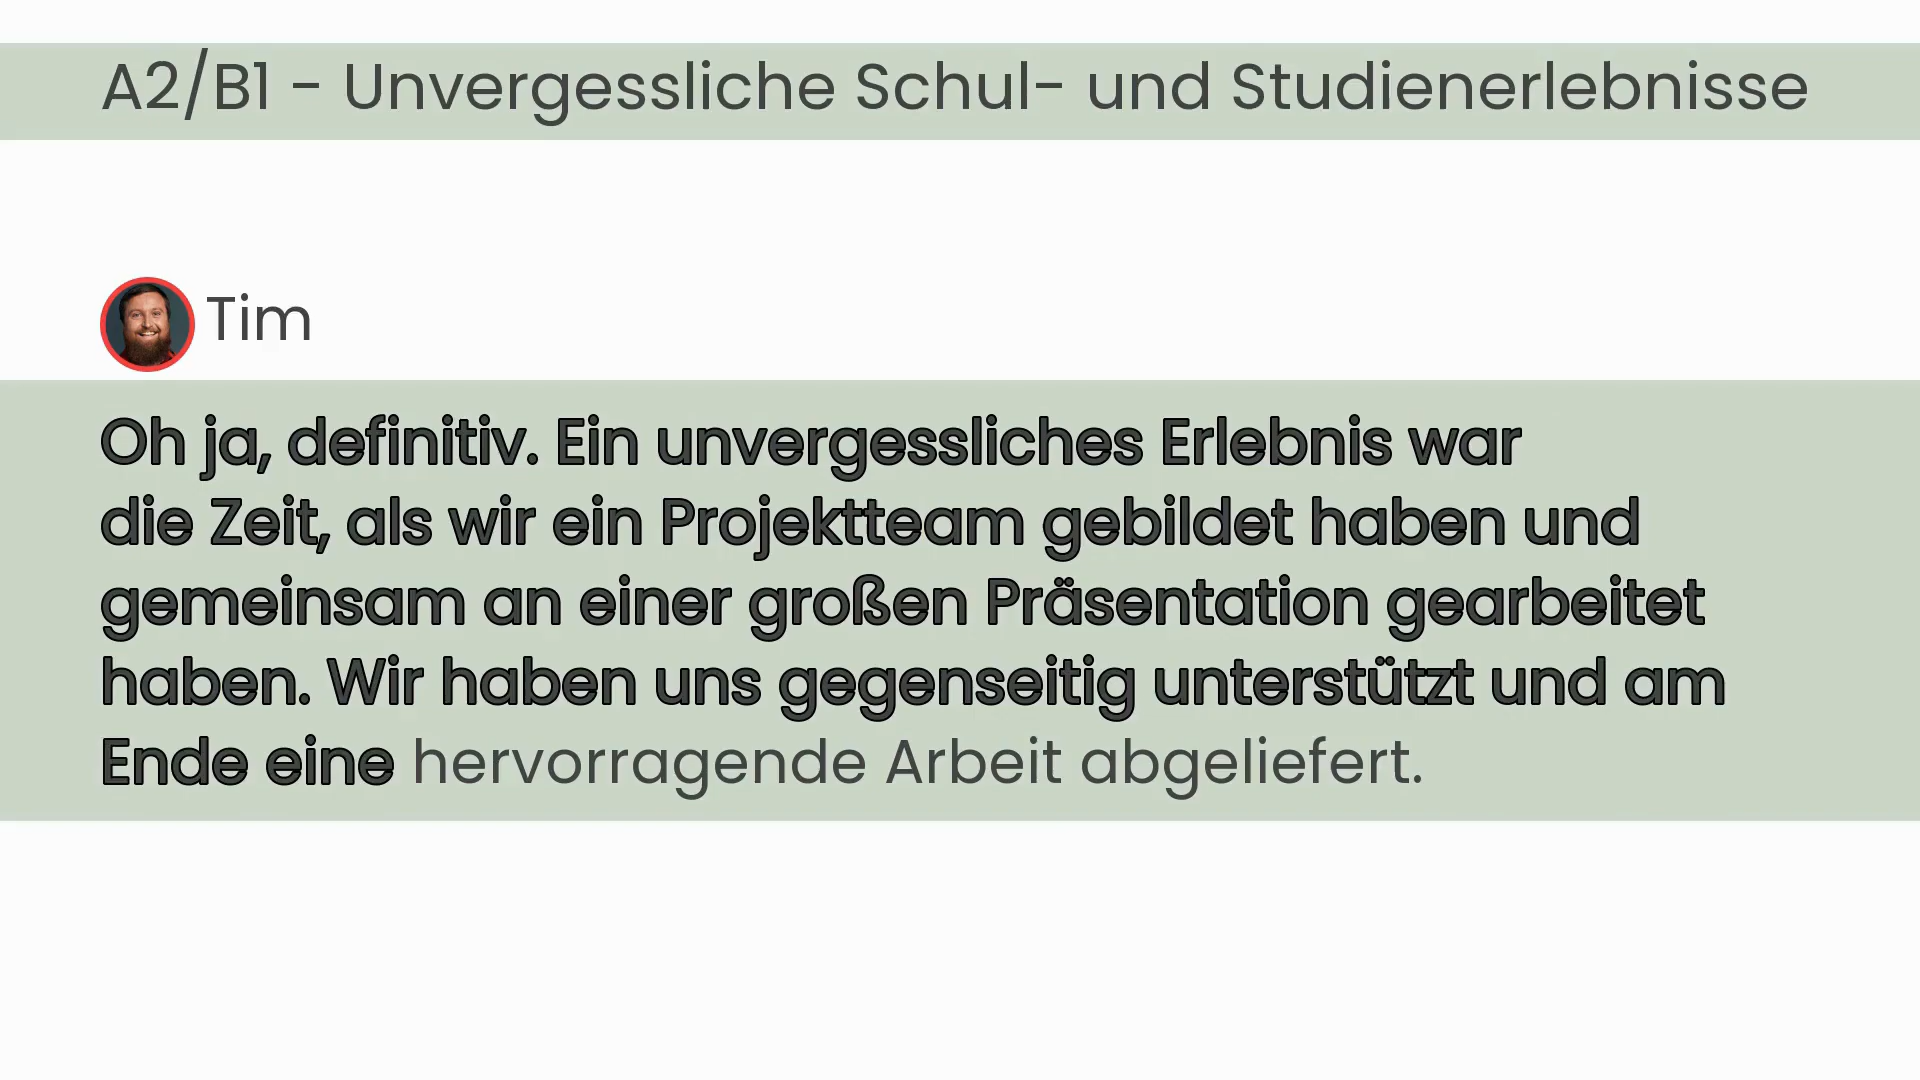 A2/B1 - Unvergessliche Schul- und Studienerlebnisse
Tim
Oh ja, definitiv. Ein unvergessliches Erlebnis war
die Zeit, als wir ein Projektteam gebildet haben und
gemeinsam an einer großen Präsentation gearbeitet
haben. Wir haben uns gegenseitig unterstützt und am
Ende eine hervorragende Arbeit abgeliefert.